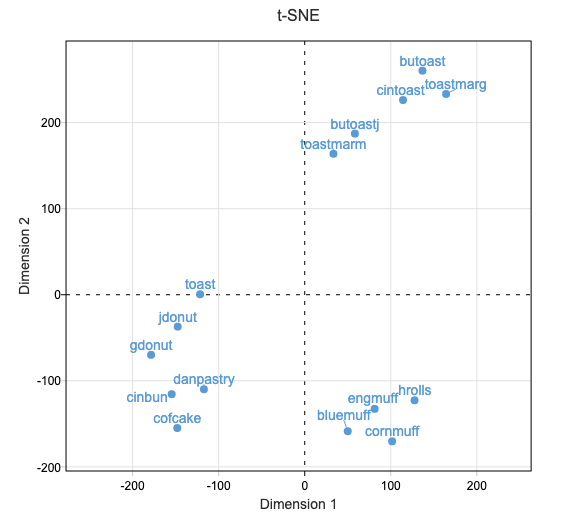 t-SNE
butoast
toastmarg
cintoast
butoastj
toastmarm
toast
jdonut
gdonut
danpastry
cinbun
cofcake
hrolls
engmuff
bluemuff
cornmuff
200
100
0
-100
-200
-200
-100
0
100
200
Dimension 1
Dimension 2